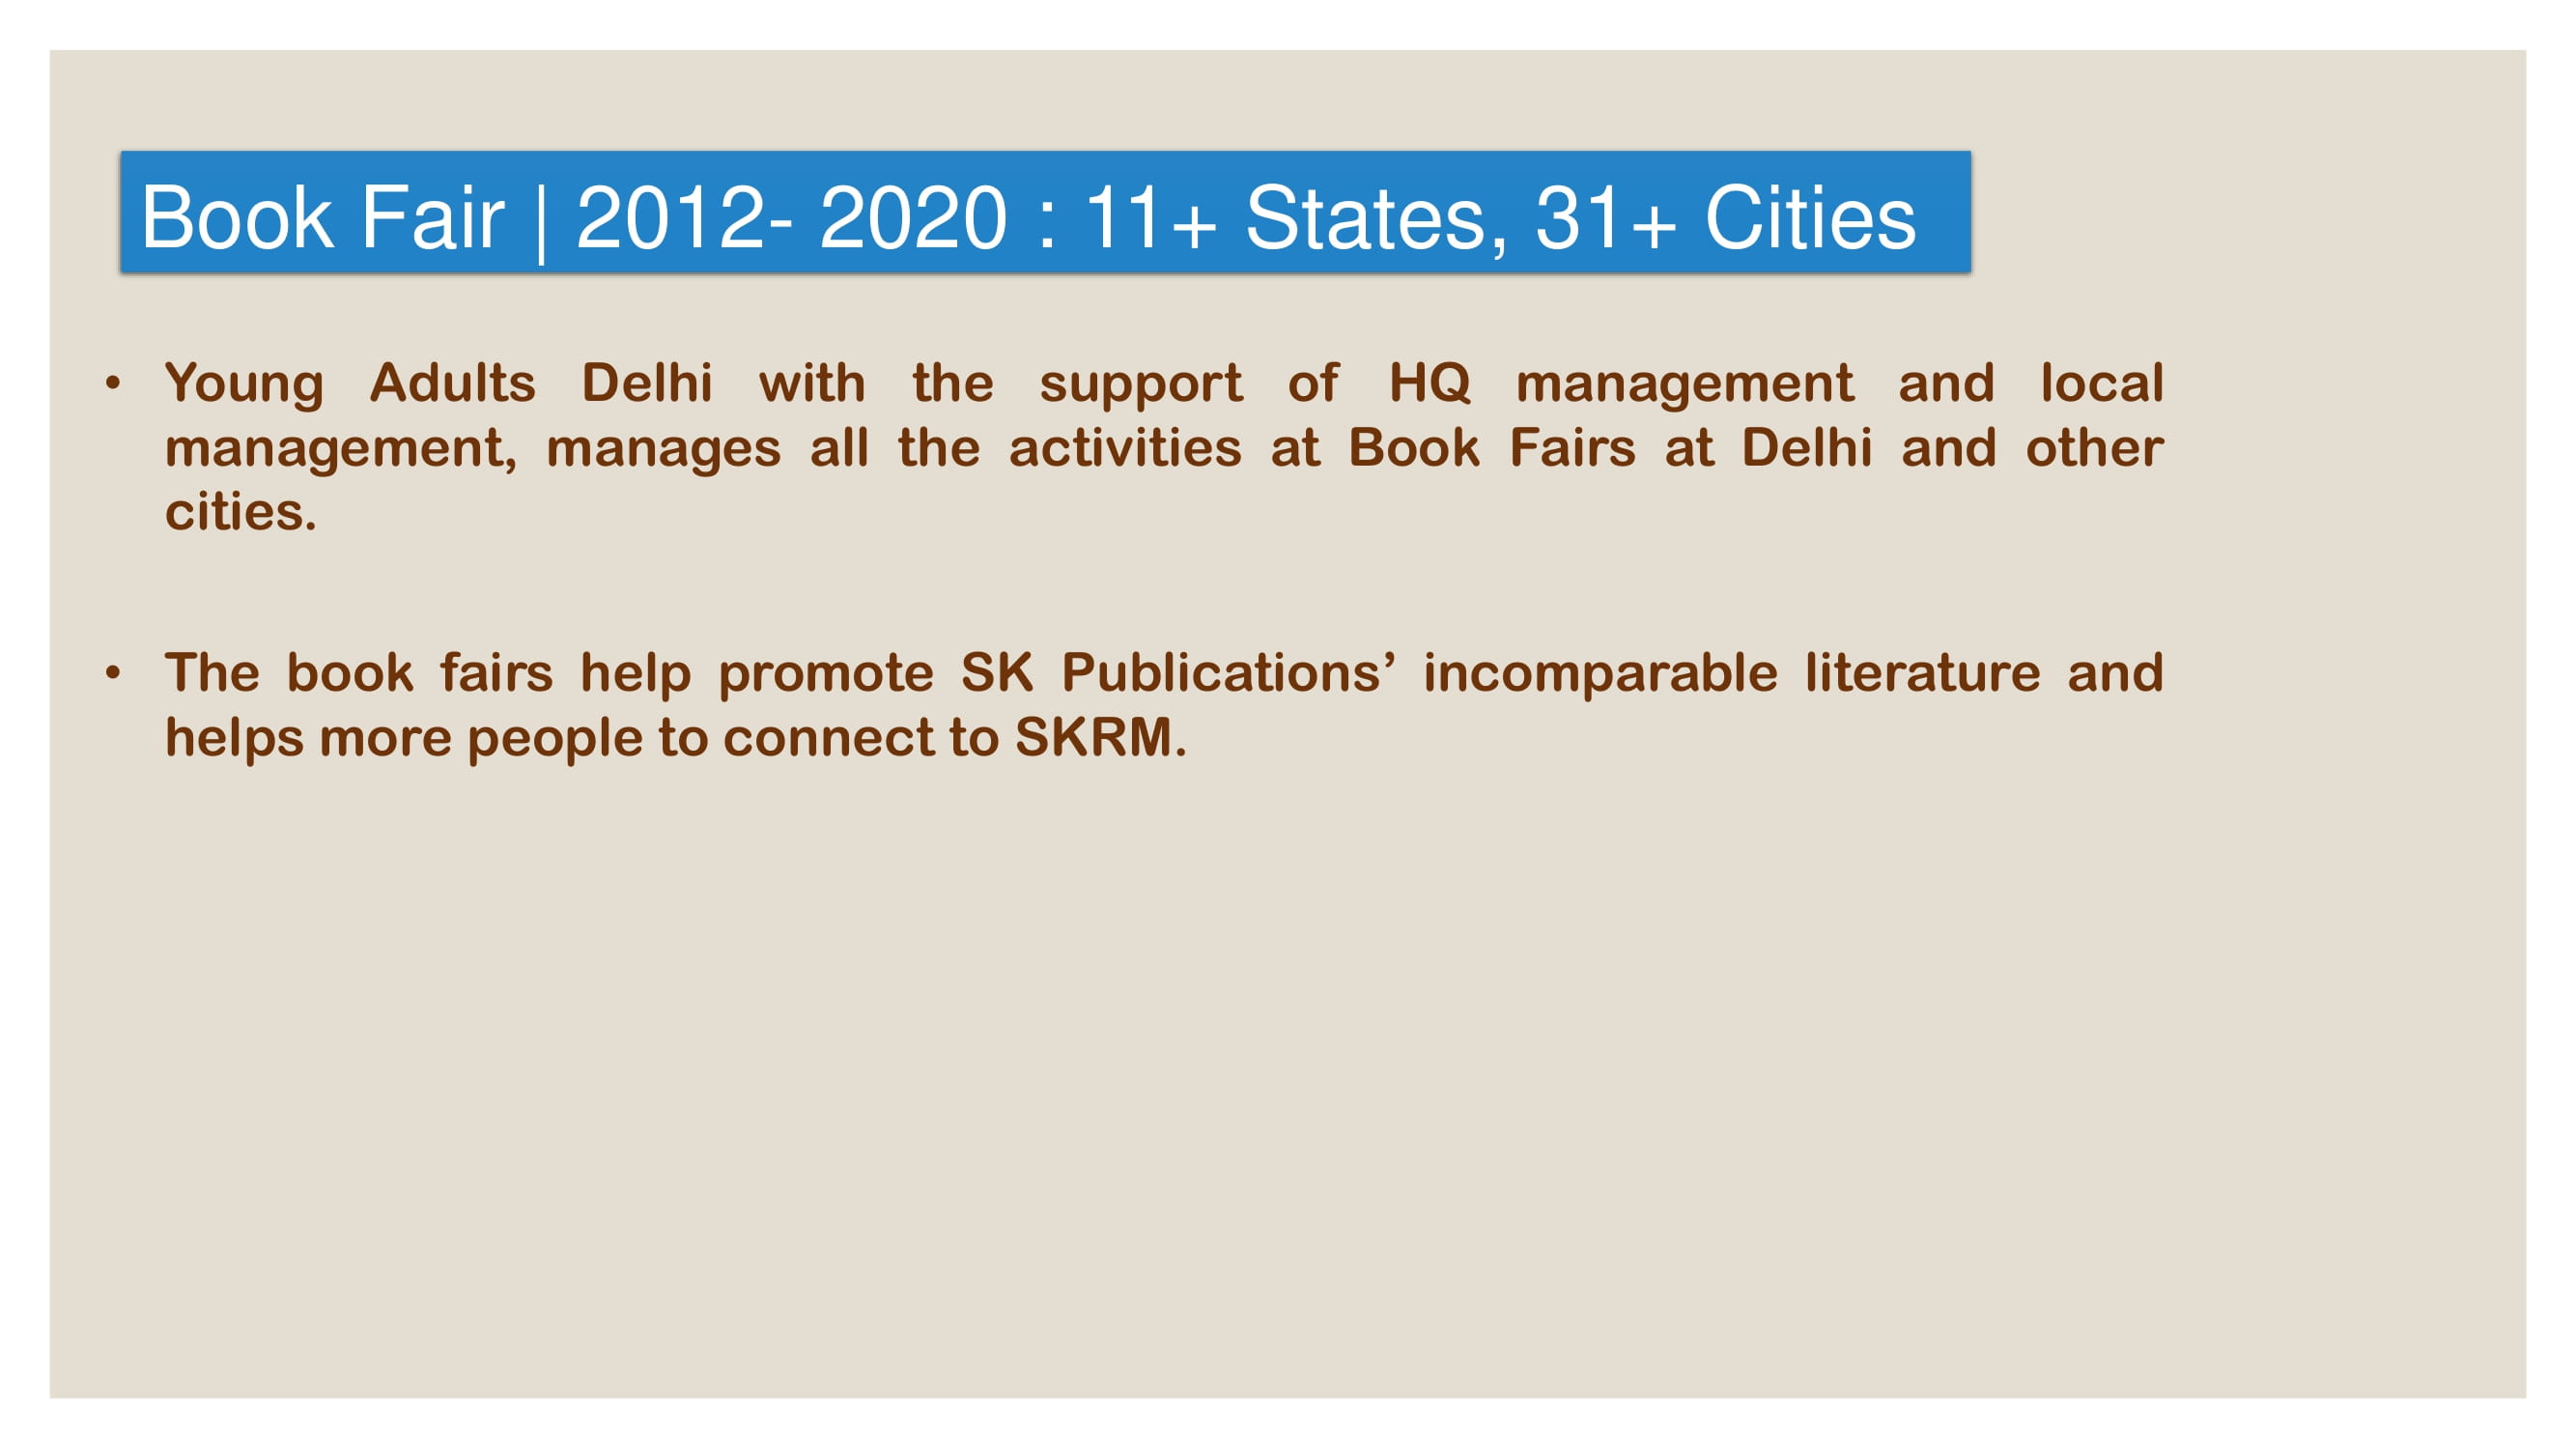 Book Fair | 2012- 2020 : 11+ States, 31+ Cities
• Young Adults Delhi with the support of HQ management and local
management, manages all the activities at Book Fairs at Delhi and other
cities.
• The book fairs help promote SK Publications’ incomparable literature and
helps more people to connect to SKRM.